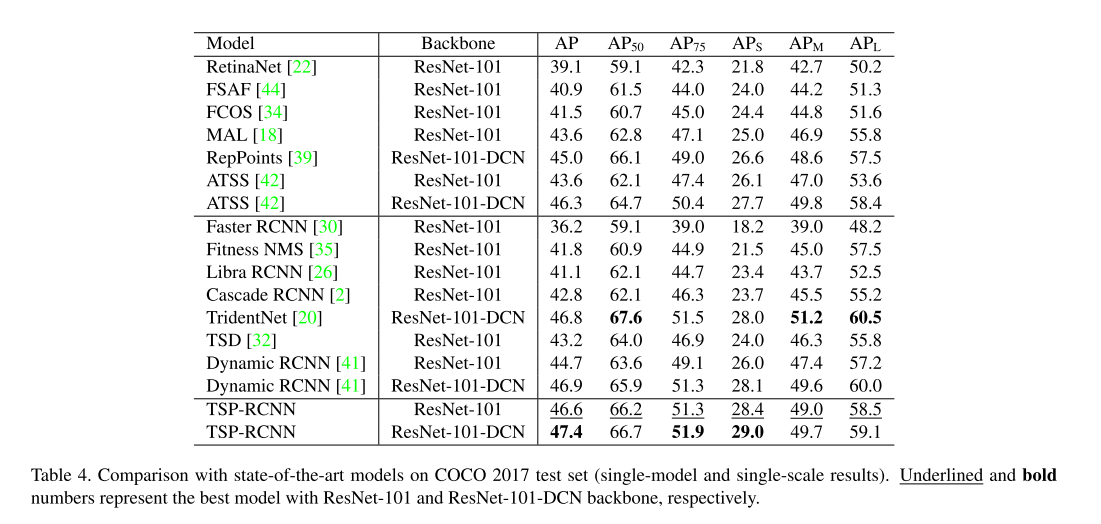 Model Backbone AP AP50 AP75 APS APM APL
RetinaNet [22] ResNet-101 39.1 59.1 42.3 21.8 42.7 50.2
FSAF [44] ResNet-101 40.9 61.5 44.0 24.0 44.2 51.3
FCOS [34] ResNet-101 41.5 60.7 45.0 24.4 44.8 51.6
MAL [18] ResNet-101 43.6 62.8 47.1 25.0 46.9 55.8
RepPoints [39] ResNet-101-DCN 45.0 66.1 49.0 26.6 48.6 57.5
ATSS [42] ResNet-101 43.6 62.1 47.4 26.1 47.0 53.6
ATSS [42] ResNet-101-DCN 46.3 64.7 50.4 27.7 49.8 58.4
Faster RCNN [30] ResNet-101 36.2 59.1 39.0 18.2 39.0 48.2
Fitness NMS [35] ResNet-101 41.8 60.9 44.9 21.5 45.0 57.5
Libra RCNN [26] ResNet-101 41.1 62.1 44.7 23.4 43.7 52.5
Cascade RCNN [2] ResNet-101 42.8 62.1 46.3 23.7 45.5 55.2
TridentNet [20] ResNet-101-DCN 46.8 67.6 51.5 28.0 51.2 60.5
TSD [32] ResNet-101 43.2 64.0 46.9 24.0 46.3 55.8
Dynamic RCNN [41] ResNet-101 44.7 63.6 49.1 26.0 47.4 57.2
Dynamic RCNN [41] ResNet-101-DCN 46.9 65.9 51.3 28.1 49.6 60.0
TSP-RCNN ResNet-101 46.6 66.2 51.3 28.4 49.0 58.5
TSP-RCNN ResNet-101-DCN 47.4 66.7 51.9 29.0 49.7 59.1
Table 4. Comparison with state-of-the-art models on COCO 2017 test set (single-model and single-scale results). Underlined and bold
numbers represent the best model with ResNet-101 and ResNet-101-DCN backbone, respectively.